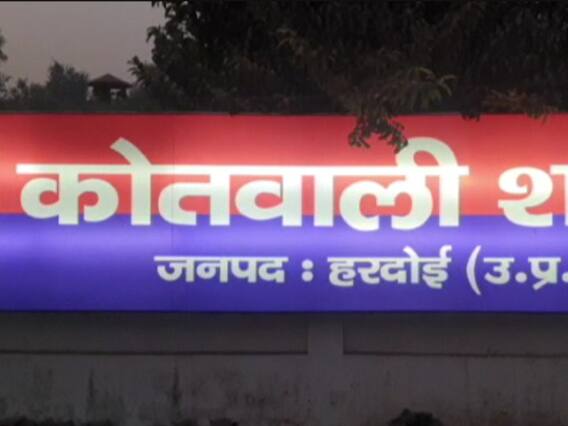 कोतवाली श
जनपद : हरदोई (उ.प्र.